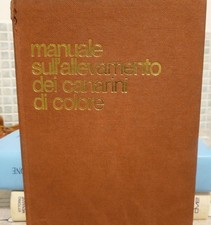 manuale
sull'allevamento
dei canarini
di colore